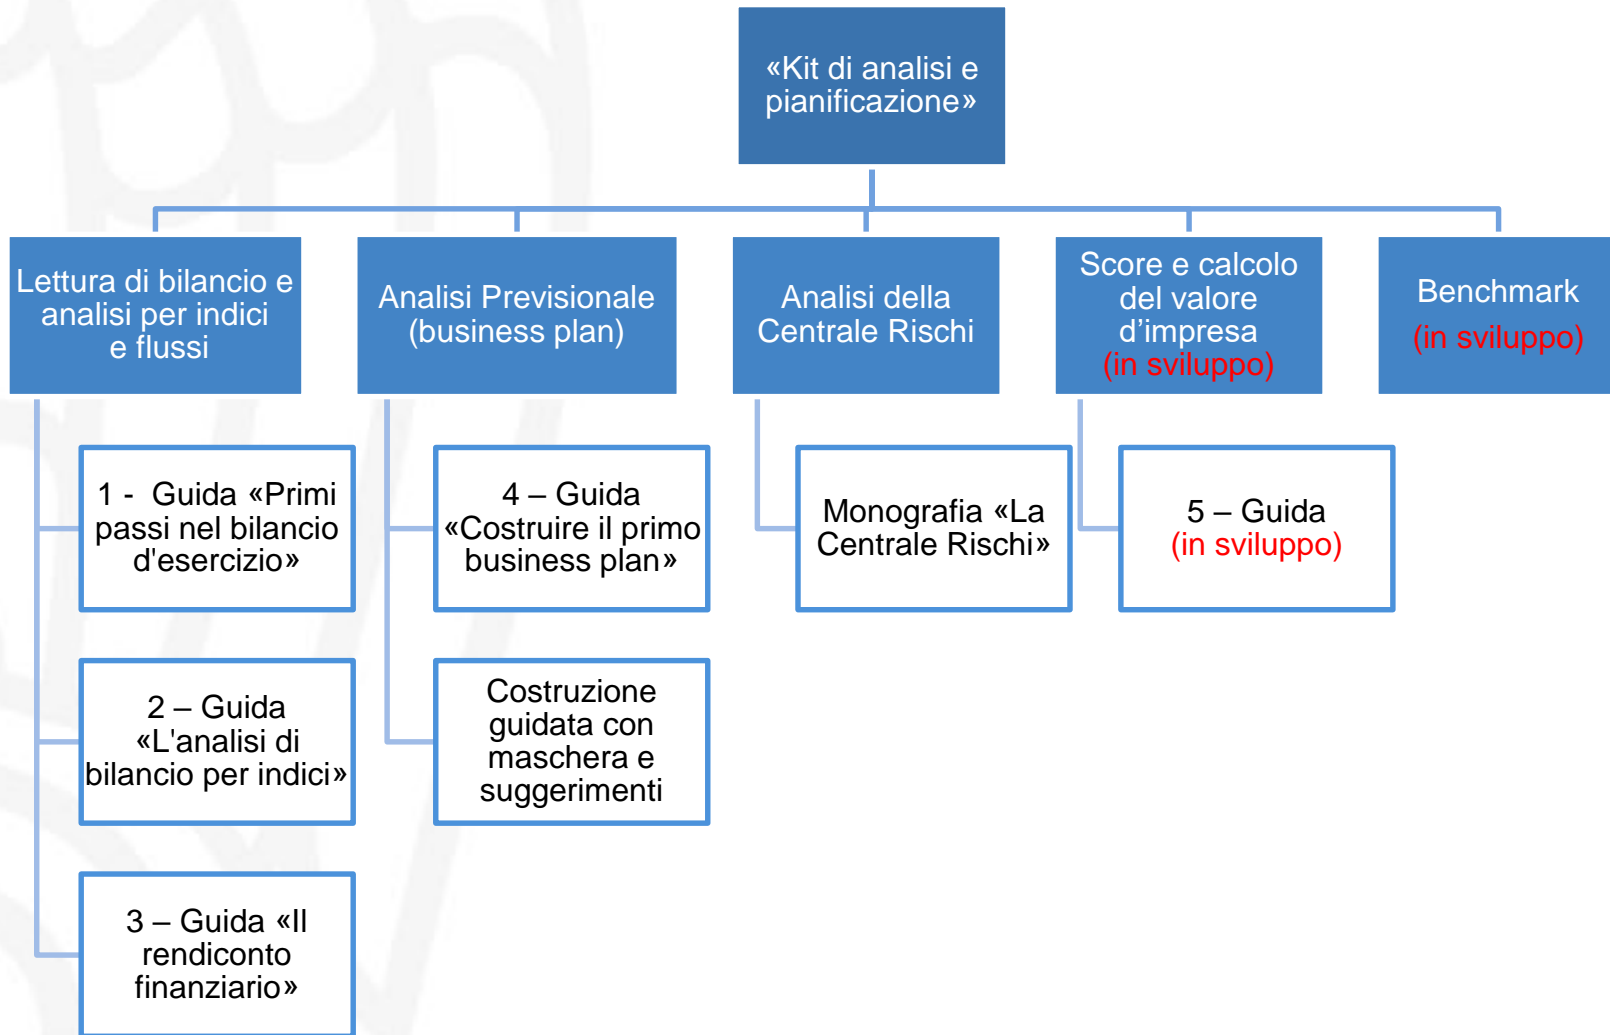 «Kit di analisi e
pianificazione»
Lettura di bilancio e
analisi per indici
e flussi
Analisi Previsionale
(business plan)
Analisi della
Centrale Rischi
Score e calcolo
del valore
d’impresa
(in sviluppo)
Benchmark
(in sviluppo)
1 -  Guida «Primi
passi nel bilancio
d'esercizio»
2 – Guida
«L'analisi di
bilancio per indici»
3 – Guida «Il
rendiconto
finanziario»
4 – Guida
«Costruire il primo
business plan»
Costruzione
guidata con
maschera e
suggerimenti
Monografia «La
Centrale Rischi»
5 – Guida
(in sviluppo)